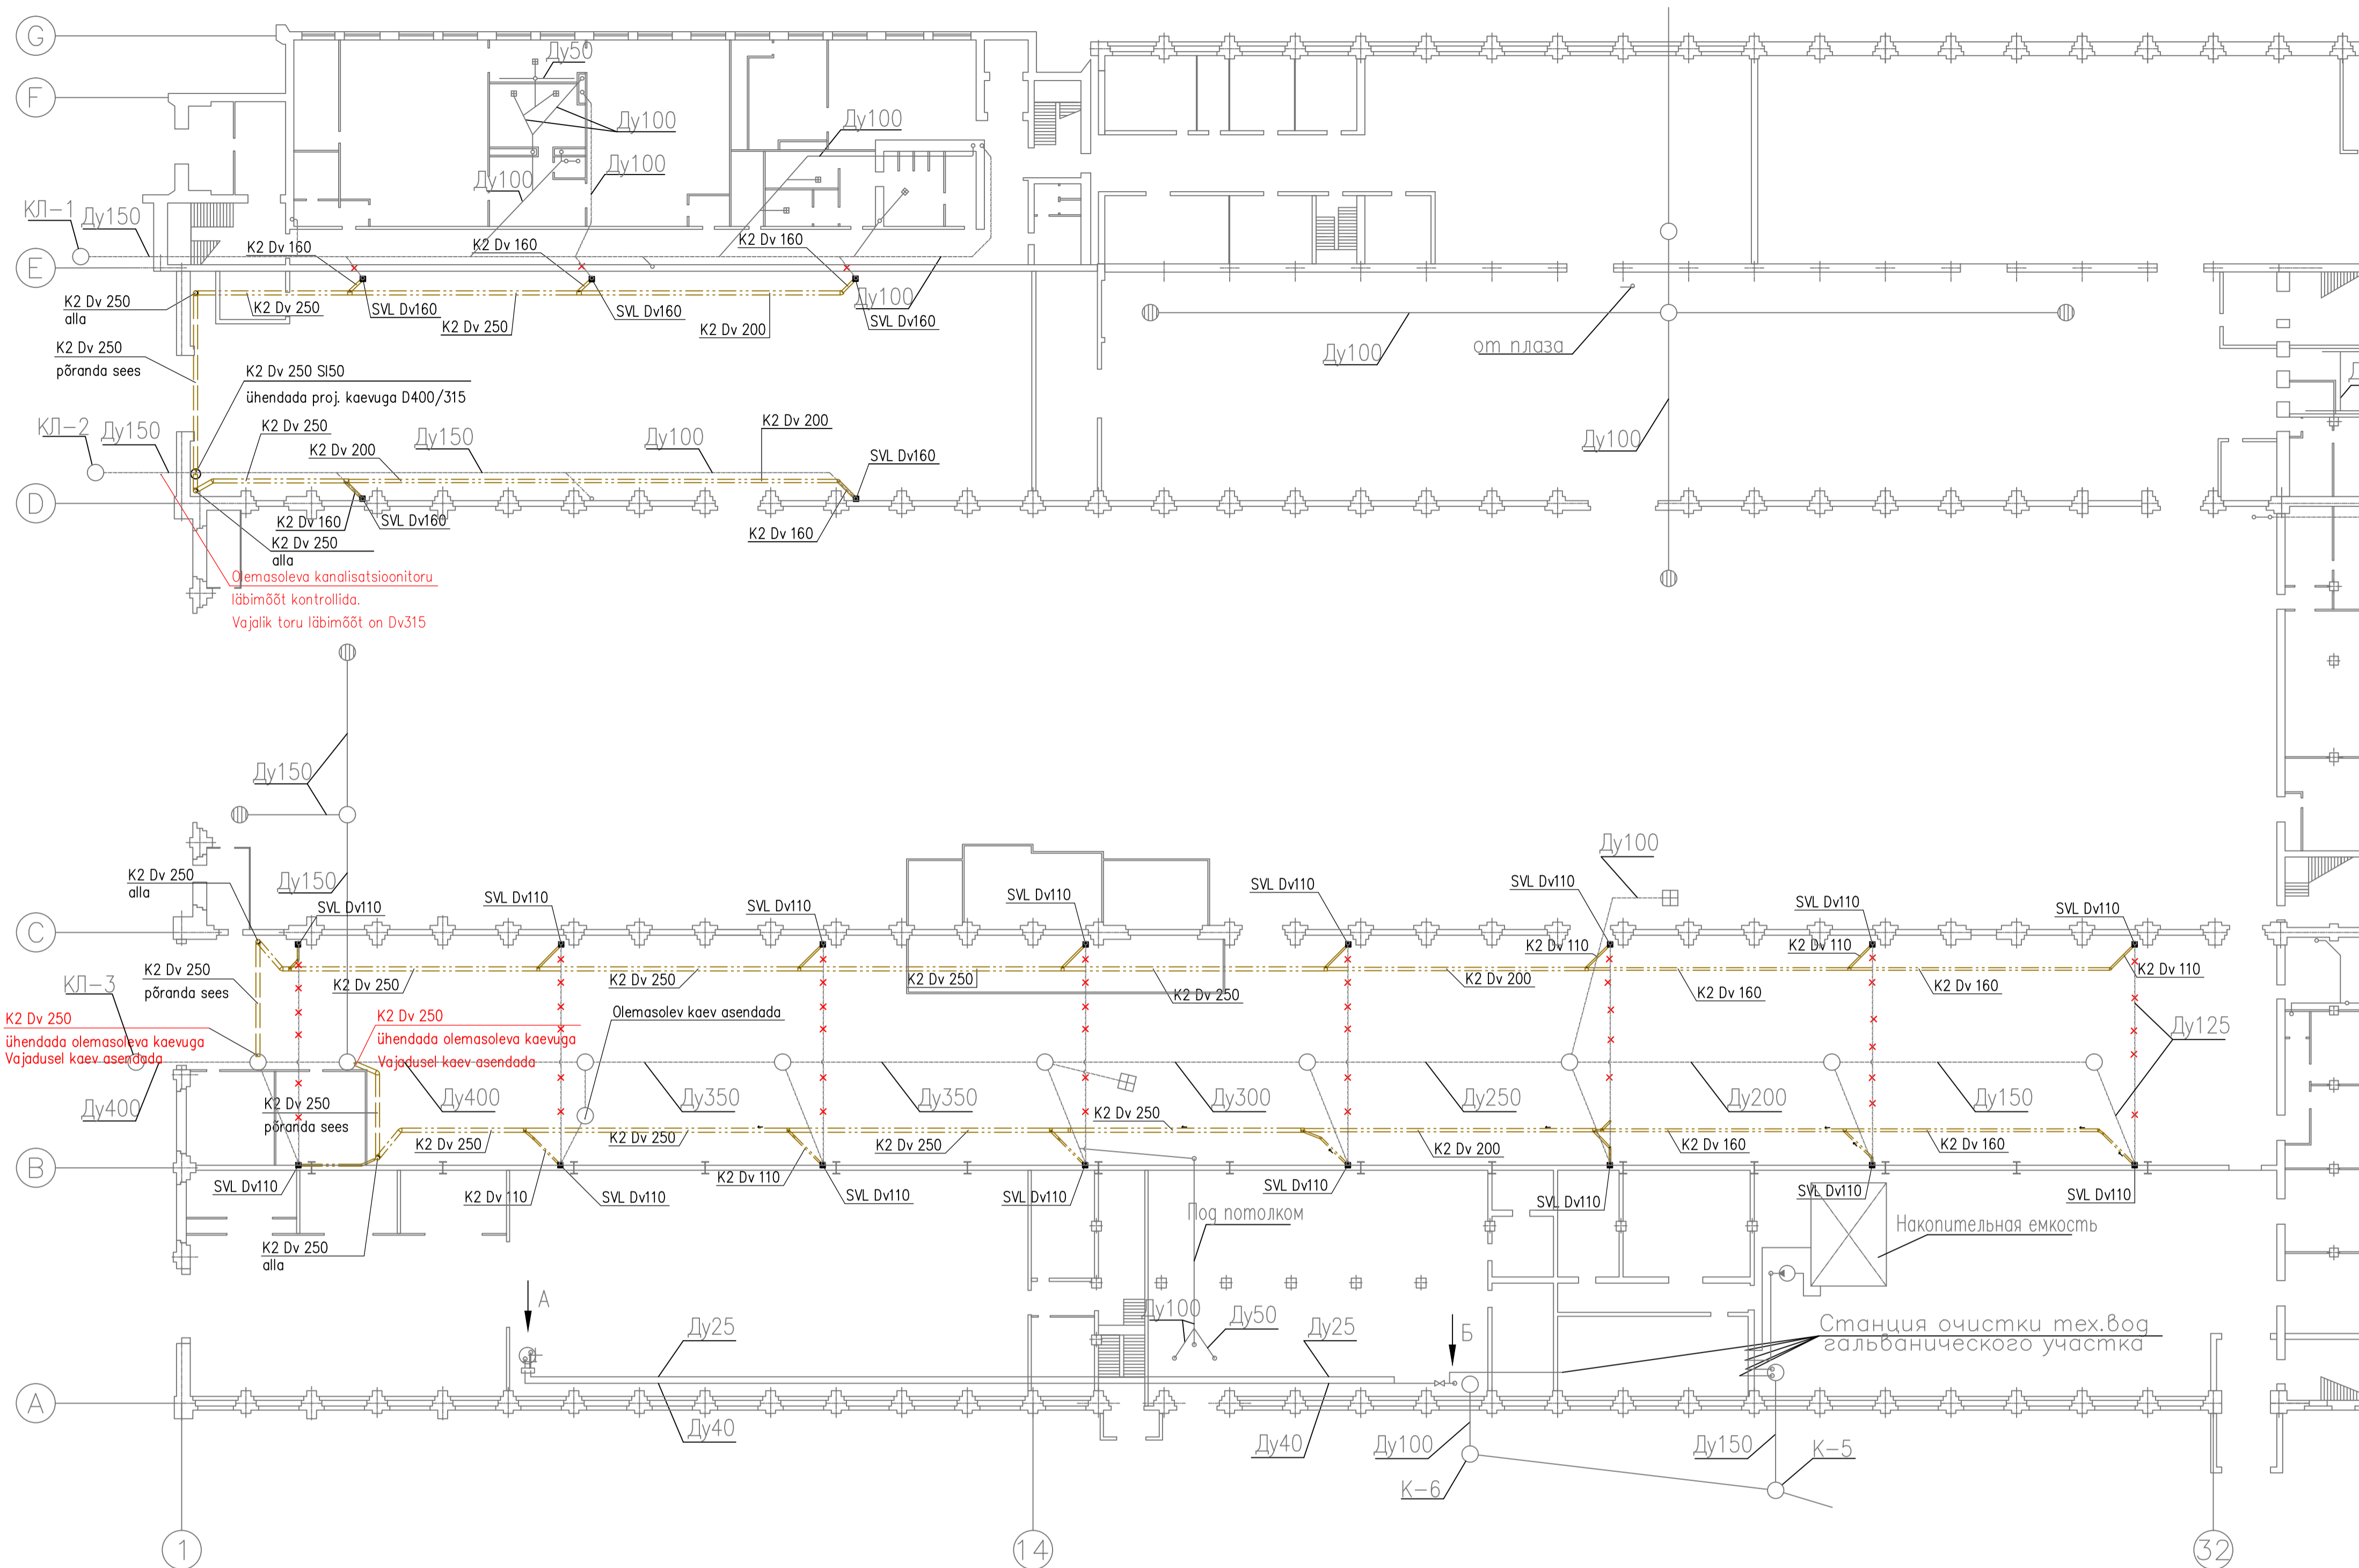 G
Ду50
F
Ду100
Ду100
Ду100
Ду100
КЛ-1
Ду150
K2 Dv 160
K2 Dv 160
K2 Dv 160
E
K2 Dv 250
alla
K2 Dv 250
SVL Dv160
K2 Dv 250
SVL Dv160
K2 Dv 200
Ду100
SVL Dv160
K2 Dv 250
põranda sees
Ду100
от плаза
K2 Dv 250 Sl50
ühendada proj. kaevuga D400/315
КЛ-2
Ду150
K2 Dv 250
K2 Dv 200
Ду150
Ду100
K2 Dv 200
SVL Dv160
Ду100
D
K2 Dv 160
SVL Dv160
K2 Dv 160
K2 Dv 250
alla
Olemasoleva kanalisatsioonitoru
läbimõõt kontrollida.
Vajalik toru läbimõõt on Dv315
Ду150
Ду100
K2 Dv 250
alla
Ду150
SVL Dv110
SVL Dv110
SVL Dv110
SVL Dv110
SVL Dv110
SVL Dv110
SVL Dv110
SVL Dv110
C
K2 Dv 110
K2 Dv 110
K2 Dv 110
K2 Dv 250
põranda sees
КЛ-3
K2 Dv 250
K2 Dv 250
K2 Dv 250
K2 Dv 250
K2 Dv 200
K2 Dv 160
K2 Dv 160
K2 Dv 250
ühendada olemasoleva kaevuga
Vajadusel kaev asendada
K2 Dv 250
ühendada olemasoleva kaevuga
Vajadusel kaev asendada
Olemasolev kaev asendada
Ду125
Ду400
K2 Dv 250
põranda sees
Ду400
Ду350
Ду350
Ду300
Ду250
Ду200
Ду150
K2 Dv 250
K2 Dv 250
K2 Dv 250
K2 Dv 250
K2 Dv 200
K2 Dv 160
K2 Dv 160
B
SVL Dv110
K2 Dv 110
SVL Dv110
K2 Dv 110
SVL Dv110
SVL Dv110
SVL Dv110
SVL Dv110
SVL Dv110
SVL Dv110
Под потолком
Накопительная емкость
K2 Dv 250
alla
А
Ду25
Ду100
Ду50
Ду25
Б
Станция очистки тех.вод
гальванического участка
A
Ду40
Ду40
Ду100
Ду150
К-5
К-6
1
14
32